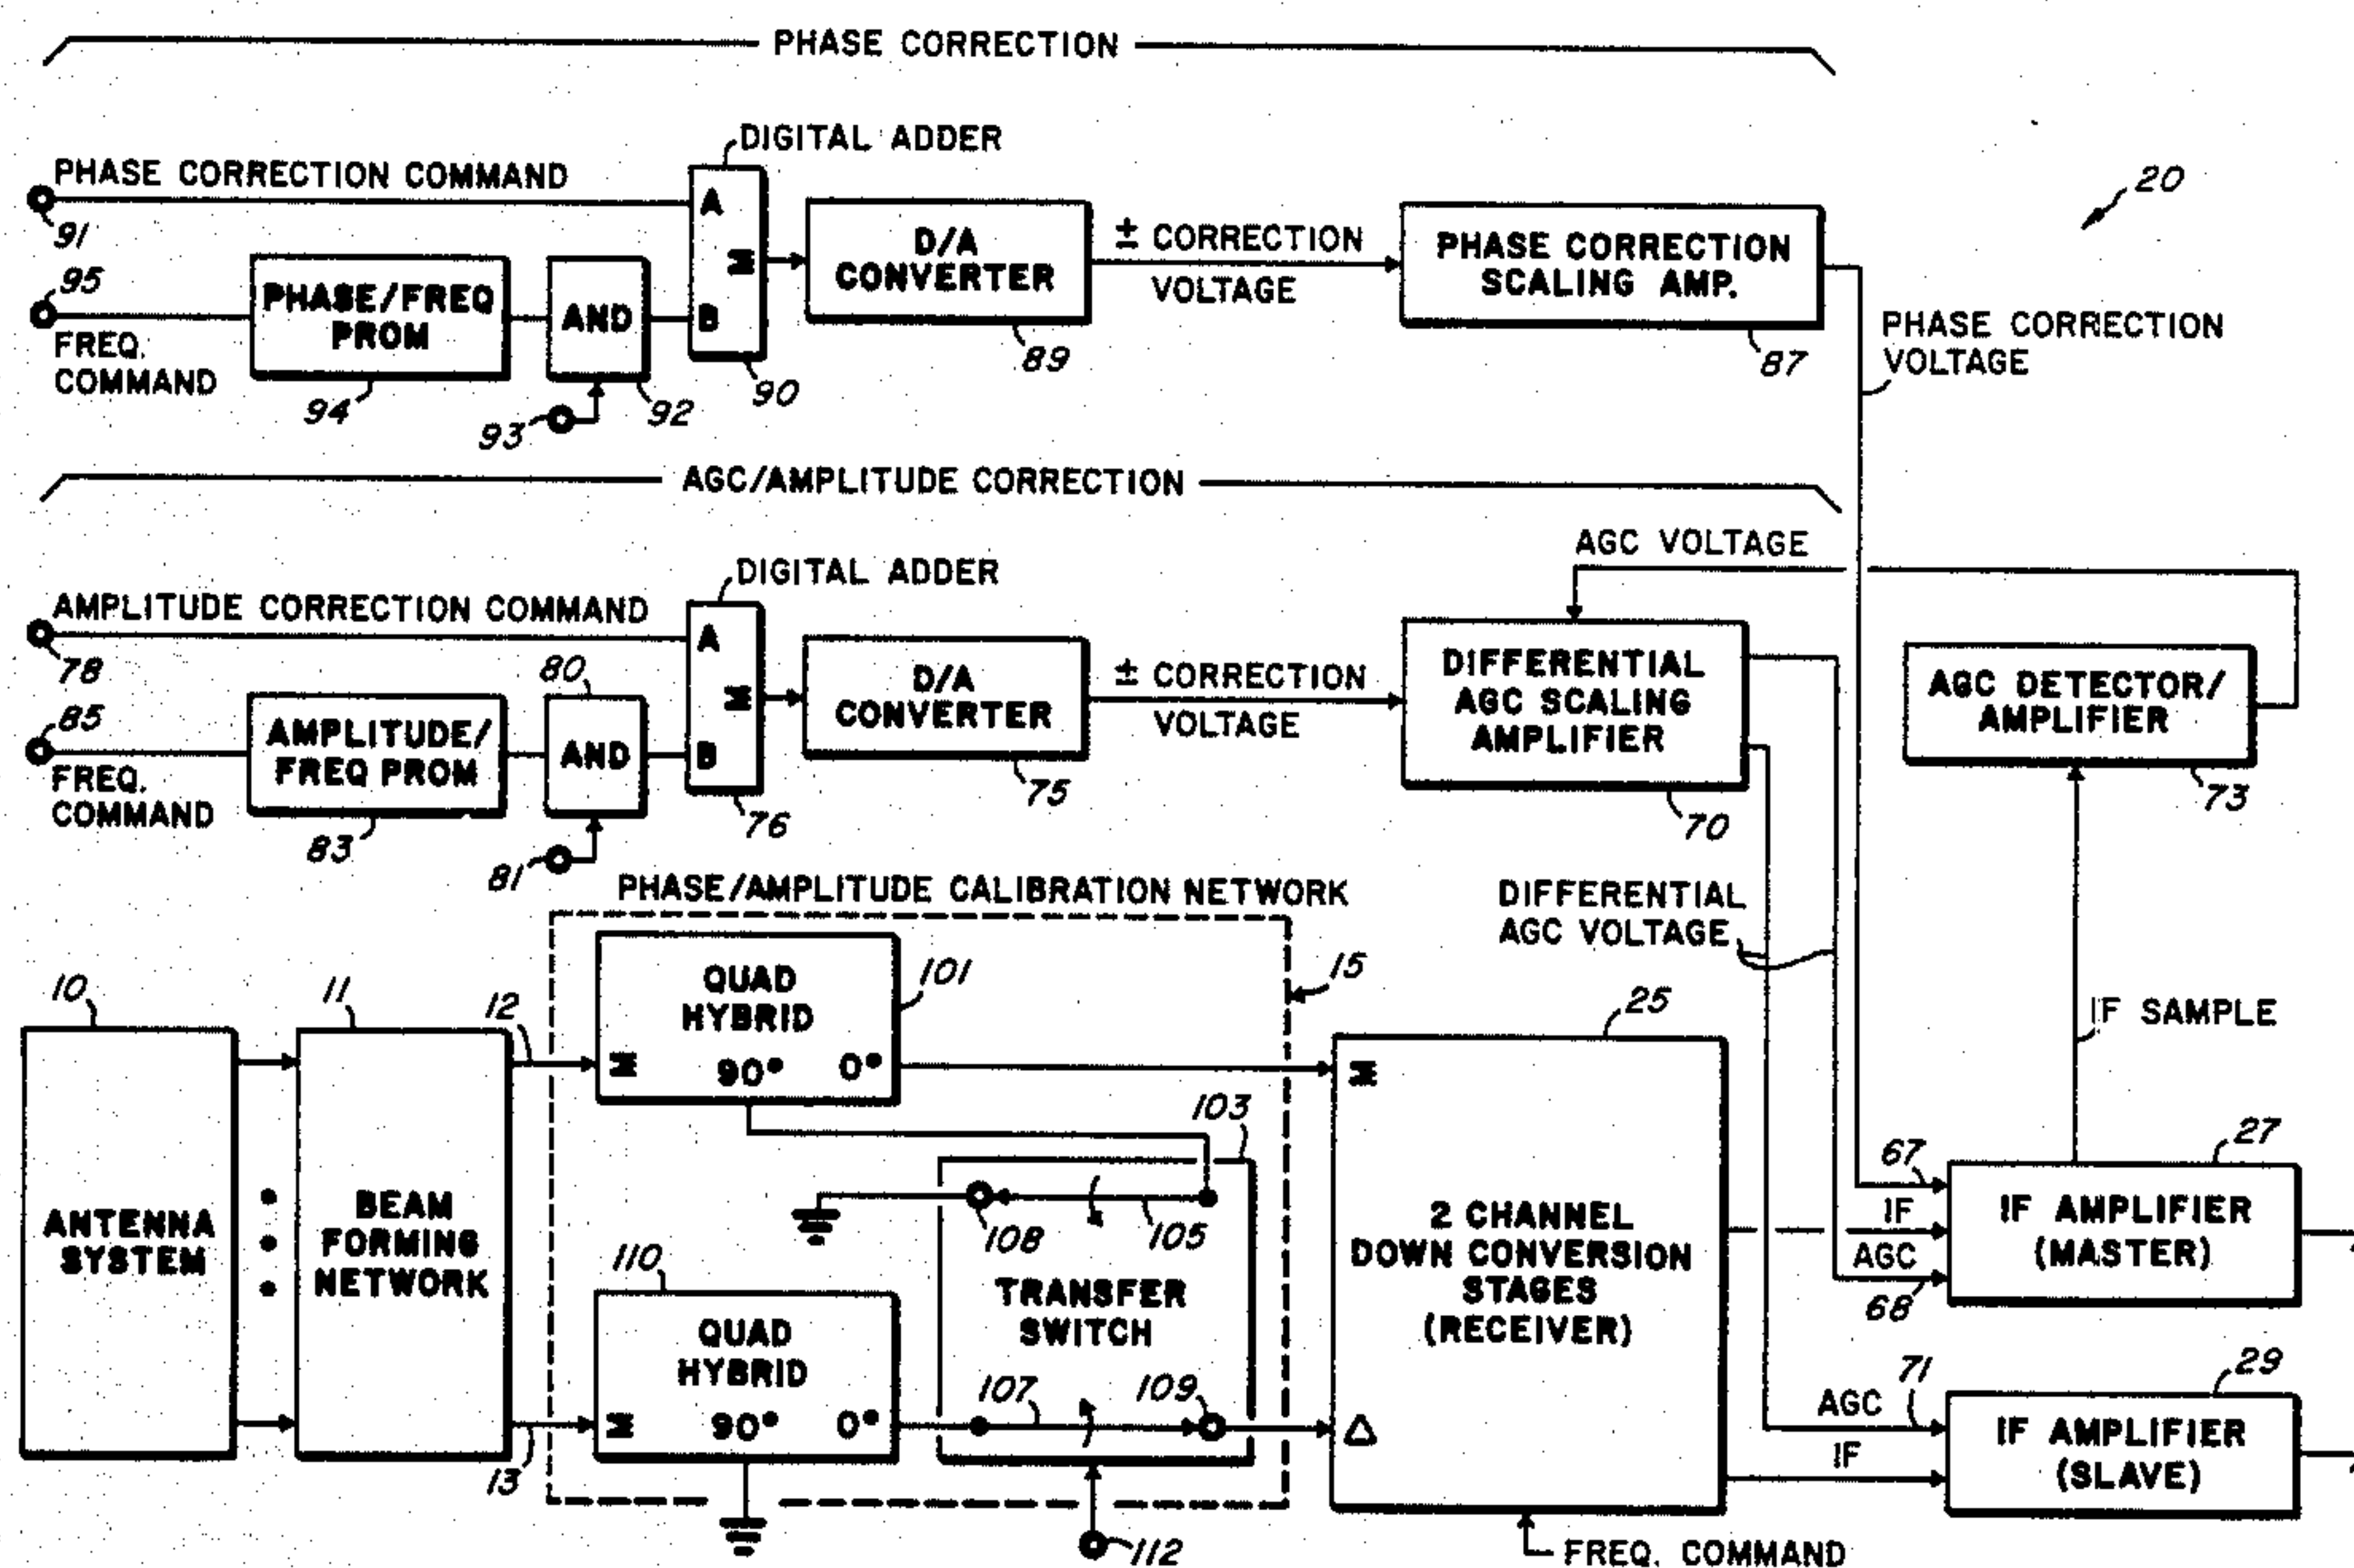 PHASE CORRECTION
DIGITAL ADDER
PHASE CORRECTION COMMAND
91
95
FREQ.
COMMAND
PHASE/FREQ
PROM
94
AND
93
92
A
Σ
B
90
D/A
CONVERTER
89
± CORRECTION
VOLTAGE
PHASE CORRECTION
SCALING AMP.
87
20
PHASE CORRECTION
VOLTAGE
AGC/AMPLITUDE CORRECTION
AGC VOLTAGE
DIGITAL ADDER
AMPLITUDE CORRECTION COMMAND
78
85
FREQ.
COMMAND
AMPLITUDE/
FREQ PROM
83
80
AND
81
A
Σ
B
76
D/A
CONVERTER
75
± CORRECTION
VOLTAGE
DIFFERENTIAL
AGC SCALING
AMPLIFIER
70
AGC DETECTOR/
AMPLIFIER
73
DIFFERENTIAL
AGC VOLTAGE
IF SAMPLE
PHASE/AMPLITUDE CALIBRATION NETWORK
15
10
ANTENNA
SYSTEM
11
BEAM
FORMING
NETWORK
12
13
QUAD
HYBRID
Σ 90° 0°
101
103
108
105
TRANSFER
SWITCH
107
109
110
QUAD
HYBRID
Σ 90° 0°
112
25
Σ
2 CHANNEL
DOWN CONVERSION
STAGES
(RECEIVER)
Δ
FREQ. COMMAND
67
IF
AGC
68
27
IF AMPLIFIER
(MASTER)
AGC
71
IF
29
IF AMPLIFIER
(SLAVE)